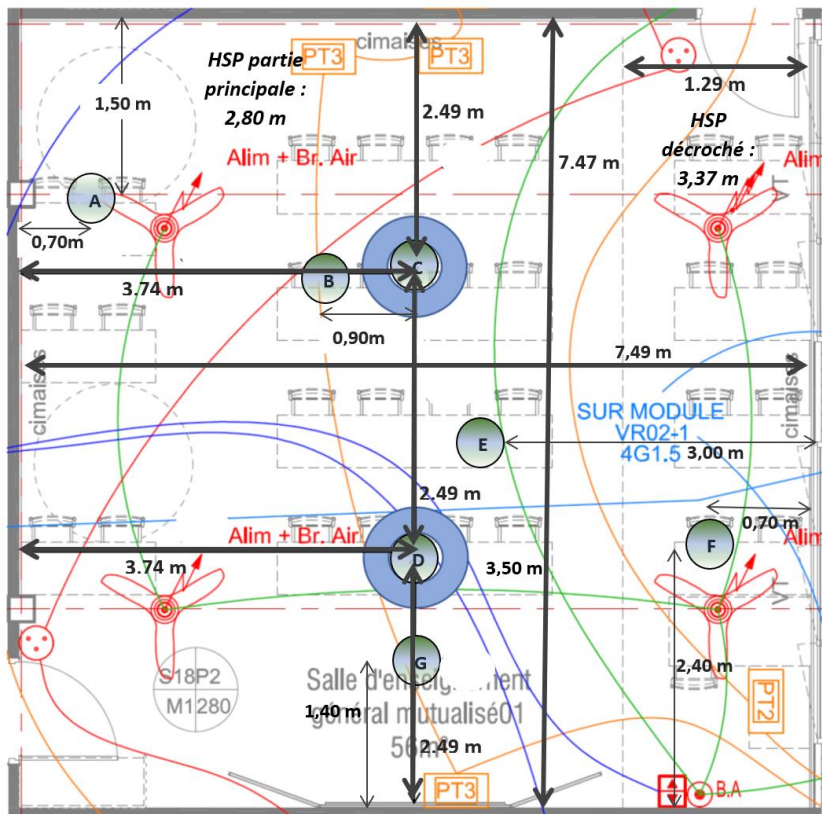 cimaises
PT3
PT3
HSP partie
principale :
2,80 m
1,50 m
2.49 m
1.29 m
HSP
décroché :
3,37 m
7.47 m
Alim + Br. Air
Alim
A
0,70m
C
B
3.74 m
0,90m
7,49 m
cimaises
cimaises
SUR MODULE
VR02-1
4G1.5
E
3,00 m
2.49 m
0,70 m
Alim + Br. Air
Alim
F
D
3.74 m
3,50 m
G
2,40 m
S18P2
M1280
Salle d'enseignement
général mutualisé01
56m²
1,40 m
2.49 m
PT2
PT3
B.A